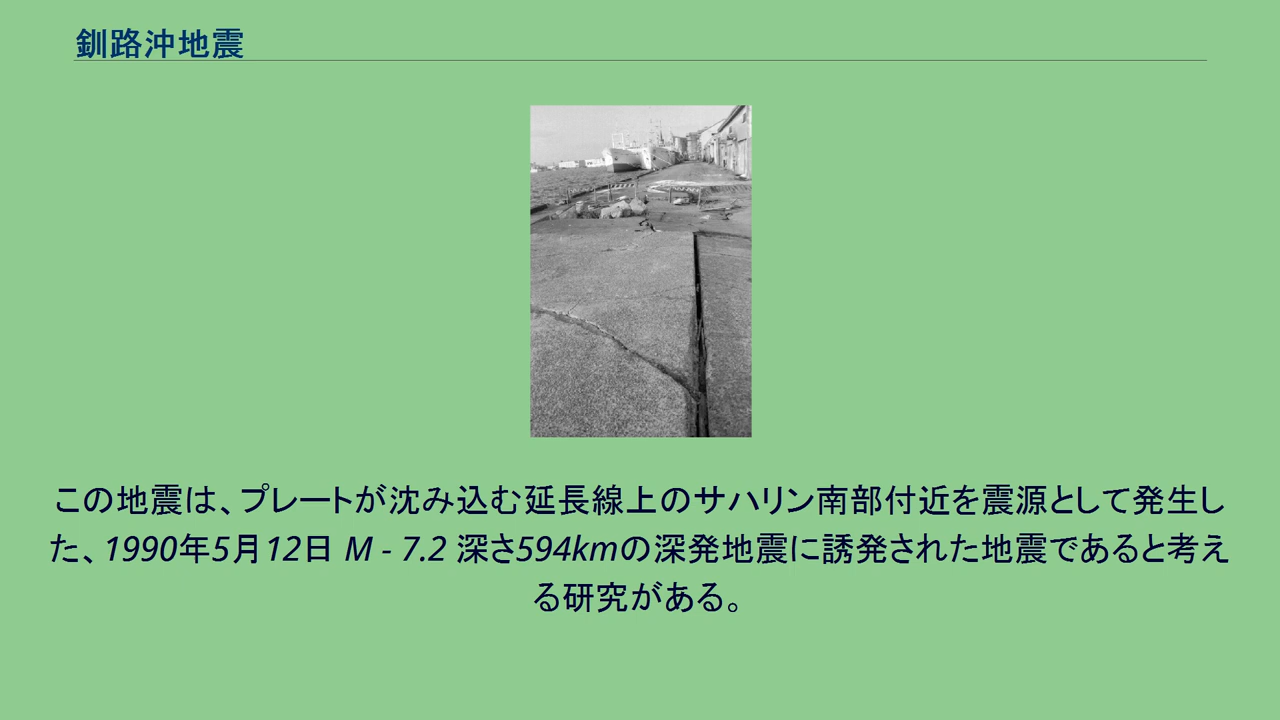 釧路沖地震
この地震は、プレートが沈み込む延長線上のサハリン南部付近を震源として発生し
た、1990年5月12日 M - 7.2 深さ594kmの深発地震に誘発された地震であると考え
る研究がある。